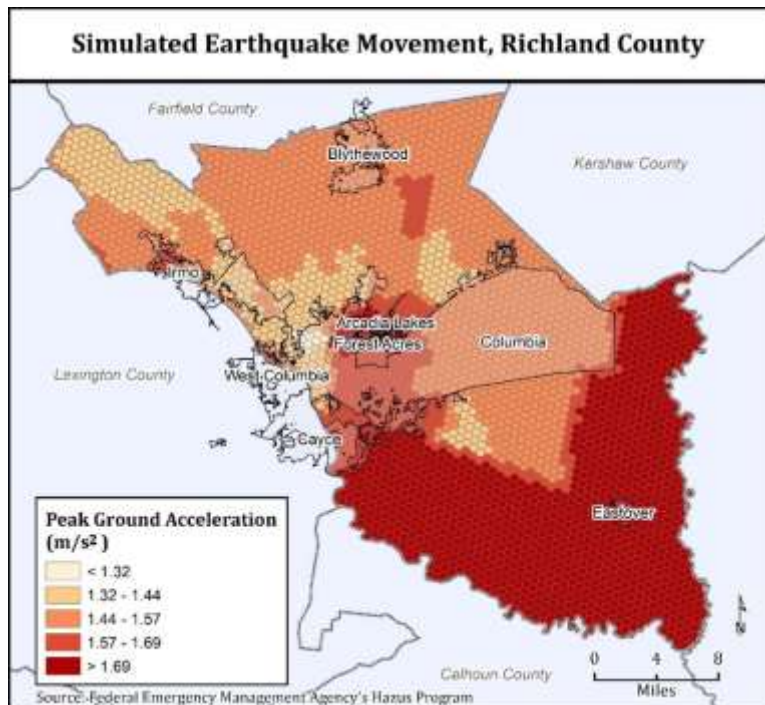 Simulated Earthquake Movement, Richland County
Fairfield County
Blythewood
Kershaw County
Irmo
Arcadia Lakes
Forest Acres
Columbia
Lexington County
West Columbia
Cayce
Eastover
Peak Ground Acceleration
(m/s²)
< 1.32
1.32 - 1.44
1.44 - 1.57
1.57 - 1.69
> 1.69
N
0 4 8
Miles
Calhoun County
Source: Federal Emergency Management Agency's Hazus Program